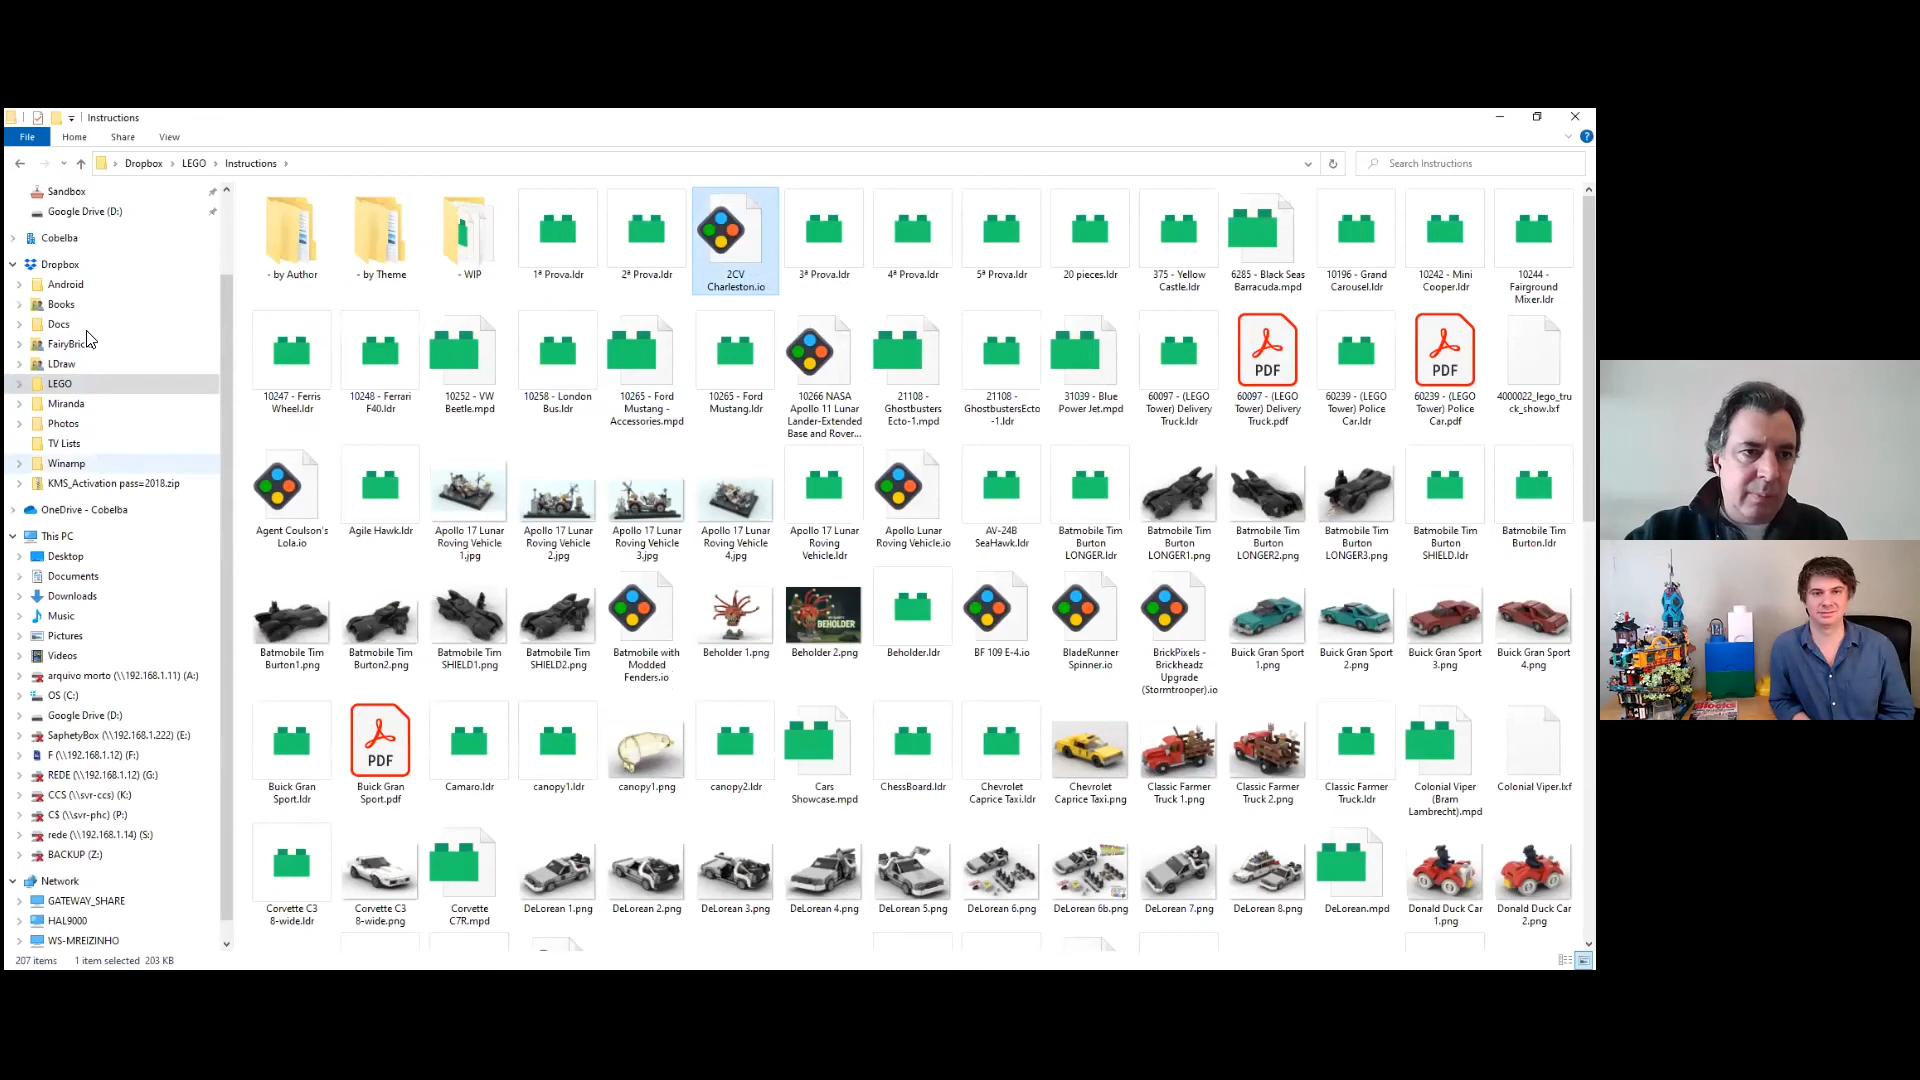 Instructions
File Home Share View
Dropbox LEGO Instructions
Search Instructions
Sandbox
Google Drive (D:)
Cobelba
Dropbox
Android
Books
Docs
LDraw
LEGO
Miranda
Photos
TV Lists
Winamp
KMS_Activation pass=2018.zip
OneDrive - Cobelba
This PC
Desktop
Documents
Downloads
Music
Pictures
Videos
arquivo morto (\\192.168.1.11) (A:)
OS (C:)
Google Drive (D:)
SaphetyBox (\\192.168.1.222) (E:)
F (\\192.168.1.12) (F:)
REDE (\\192.168.1.12) (G:)
CCS (\\svr-ccs) (K:)
C$ (\\svr-phc) (P:)
rede (\\192.168.1.14) (S:)
BACKUP (Z:)
Network
GATEWAY_SHARE
HAL9000
WS-MREIZINHO
- by Author
- by Theme
- WIP
1ª Prova.ldr
2ª Prova.ldr
2CV
Charleston.io
3ª Prova.ldr
4ª Prova.ldr
5ª Prova.ldr
20 pieces.ldr
375 - Yellow
Castle.ldr
6285 - Black Seas
Barracuda.mpd
10196 - Grand
Carousel.ldr
10242 - Mini
Cooper.ldr
10244 -
Fairground
Mixer.ldr
10247 - Ferris
Wheel.ldr
10248 - Ferrari
F40.ldr
10252 - VW
Beetle.mpd
10258 - London
Bus.ldr
10265 - Ford
Mustang -
Accessories.mpd
10265 - Ford
Mustang.ldr
10266 NASA
Apollo 11 Lunar
Lander-Extended
Base and Rover...
21108 -
Ghostbusters
Ecto-1.mpd
21108 -
GhostbustersEcto
-1.ldr
31039 - Blue
Power Jet.mpd
60097 - (LEGO
Tower) Delivery
Truck.ldr
PDF
60097 - (LEGO
Tower) Delivery
Truck.pdf
60239 - (LEGO
Tower) Police
Car.ldr
PDF
60239 - (LEGO
Tower) Police
Car.pdf
4000022_lego_tru
ck_show.lxf
Agent Coulson's
Lola.io
Agile Hawk.ldr
Apollo 17 Lunar
Roving Vehicle
1.jpg
Apollo 17 Lunar
Roving Vehicle
2.jpg
Apollo 17 Lunar
Roving Vehicle
3.jpg
Apollo 17 Lunar
Roving Vehicle
4.jpg
Apollo 17 Lunar
Roving
Vehicle.ldr
Apollo Lunar
Roving Vehicle.io
AV-24B
SeaHawk.ldr
Batmobile Tim
Burton
LONGER.ldr
Batmobile Tim
Burton
LONGER1.png
Batmobile Tim
Burton
LONGER2.png
Batmobile Tim
Burton
LONGER3.png
Batmobile Tim
Burton
SHIELD.ldr
Batmobile Tim
Burton.ldr
Batmobile Tim
Burton1.png
Batmobile Tim
Burton2.png
Batmobile Tim
SHIELD1.png
Batmobile Tim
SHIELD2.png
Batmobile with
Modded
Fenders.io
Beholder 1.png
BEHOLDER
Beholder 2.png
Beholder.ldr
BF 109 E-4.io
BladeRunner
Spinner.io
BrickPixels -
Brickheadz
Upgrade
(Stormtrooper).io
Buick Gran Sport
1.png
Buick Gran Sport
2.png
Buick Gran Sport
3.png
Buick Gran Sport
4.png
Buick Gran
Sport.ldr
PDF
Buick Gran
Sport.pdf
Camaro.ldr
canopy1.ldr
canopy1.png
canopy2.ldr
Cars
Showcase.mpd
ChessBoard.ldr
Chevrolet
Caprice Taxi.ldr
Chevrolet
Caprice Taxi.png
Classic Farmer
Truck 1.png
Classic Farmer
Truck 2.png
Classic Farmer
Truck.ldr
Colonial Viper
(Bram
Lambrecht).mpd
Colonial Viper.lxf
Corvette C3
8-wide.ldr
Corvette C3
8-wide.png
Corvette
C7R.mpd
DeLorean 1.png
DeLorean 2.png
DeLorean 3.png
DeLorean 4.png
DeLorean 5.png
DeLorean 6.png
DeLorean 6b.png
DeLorean 7.png
DeLorean 8.png
DeLorean.mpd
Donald Duck Car
1.png
Donald Duck Car
2.png
207 items 1 item selected 203 KB
Blocks